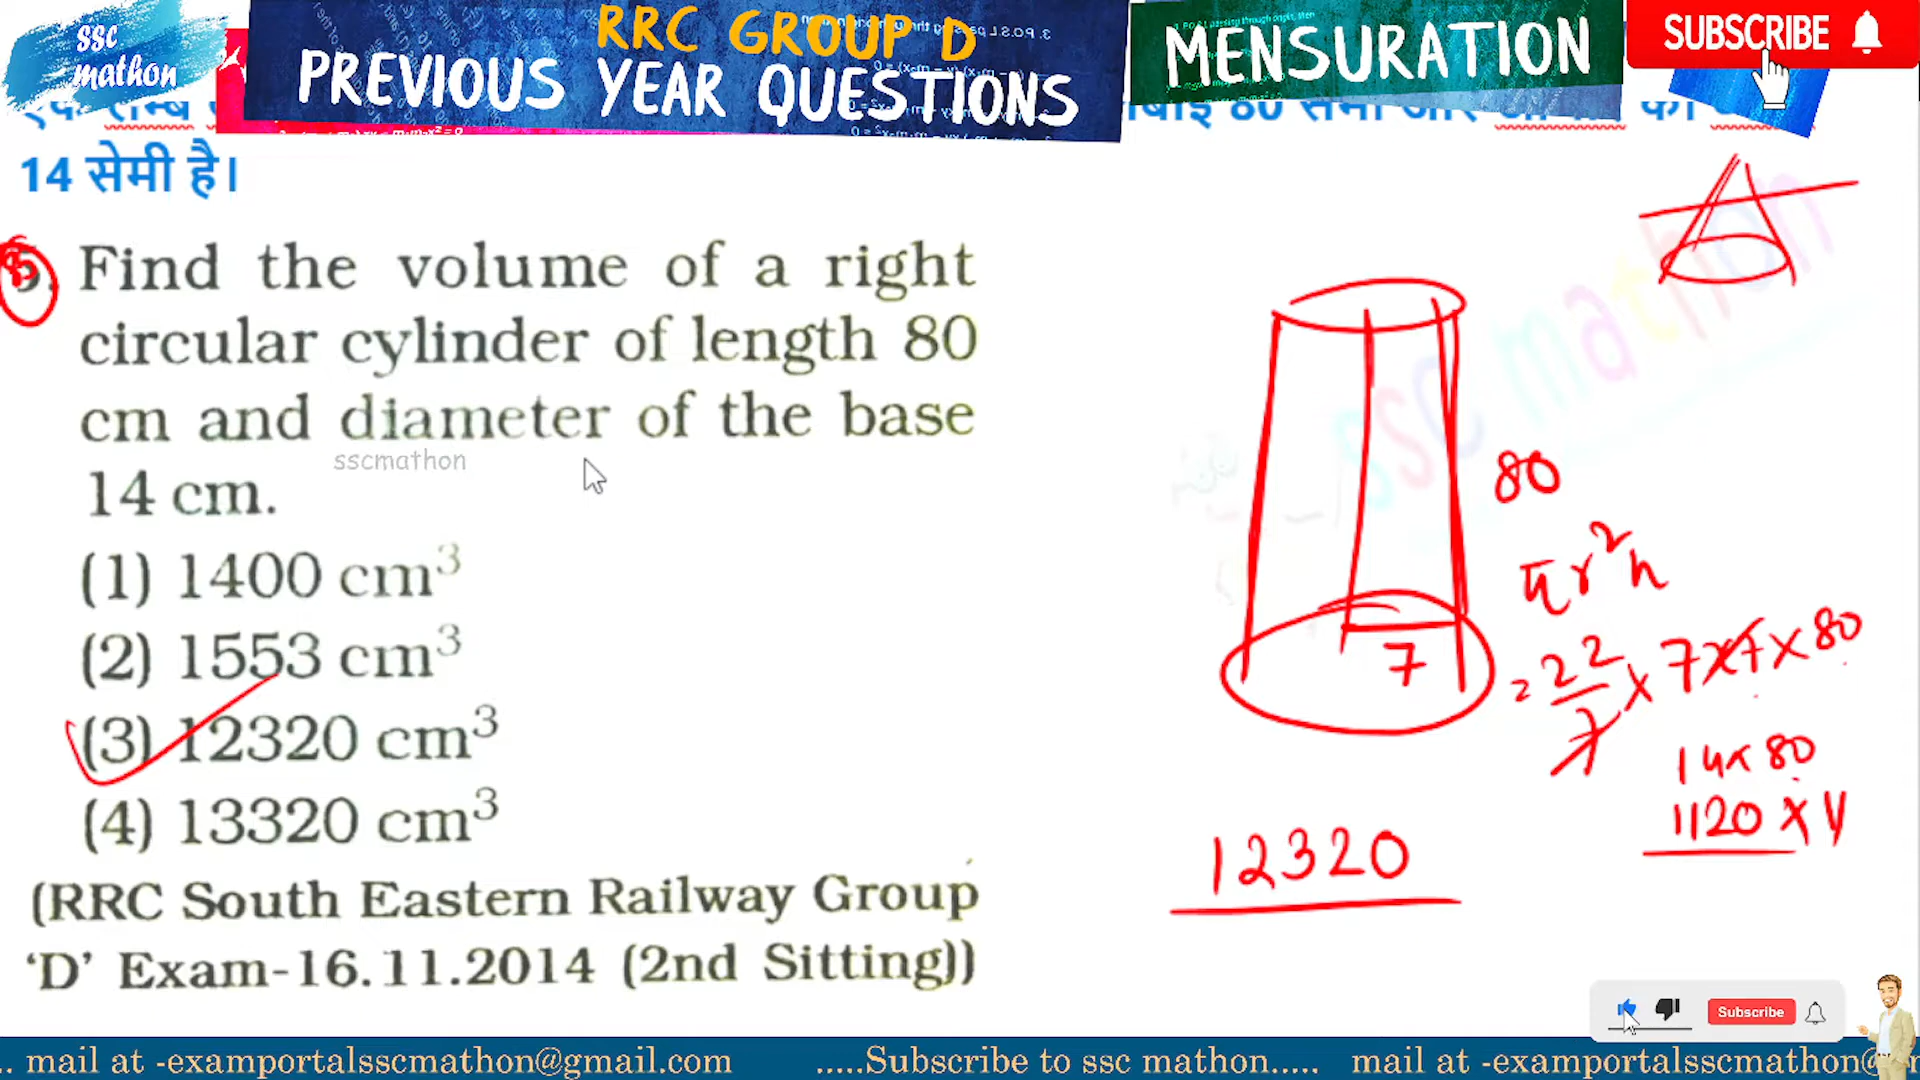 ssc
mathon
RRC GROUP D
PREVIOUS YEAR QUESTIONS
MENSURATION
SUBSCRIBE
80 सेमी और
14 सेमी है।
Find the volume of a right
circular cylinder of length 80
cm and diameter of the base
14 cm.
sscmathon
(1) 1400 cm³
(2) 1553 cm³
(3) 12320 cm³
(4) 13320 cm³
(RRC South Eastern Railway Group
‘D’ Exam-16.11.2014 (2nd Sitting))
ssc mathon
80
πr²h
= 22/7 × 7×7×80
7
14×80
1120×11
12320
Subscribe
.. mail at -examportalsscmathon@gmail.com .....Subscribe to ssc mathon..... mail at -examportalsscmathon@